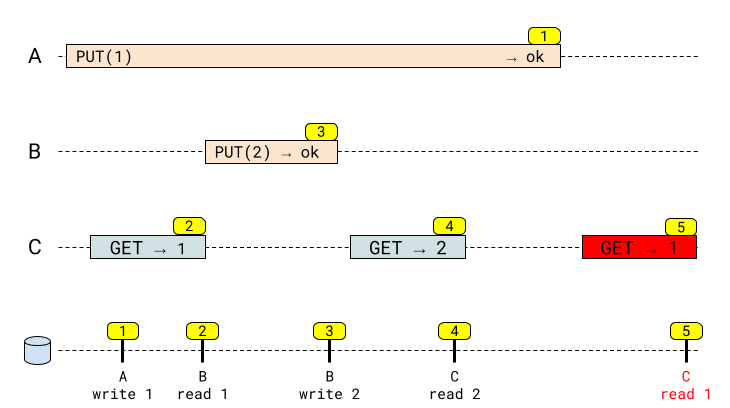 1
A PUT(1) → ok
3
B PUT(2) → ok
2 4 5
C GET → 1 GET → 2 GET → 1
1 2 3 4 5
A B B C C
write 1 read 1 write 2 read 2 read 1